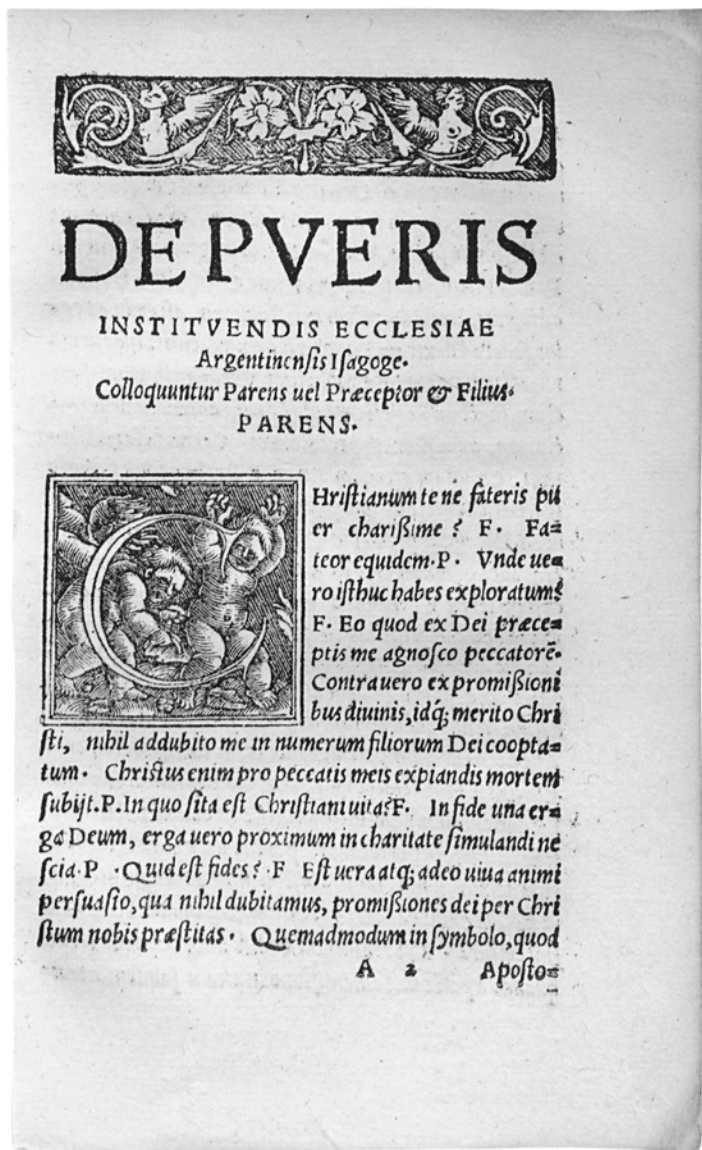 DE PVERIS
INSTITVENDIS ECCLESIAE
Argentinensis Isagoge.
Colloquuntur Parens uel Præceptor & Filius.
PARENS.
CHristianum te ne fateris pu
er charißime? F. Fa=
teor equidem. P. Vnde ue=
ro isthuc habes exploratum?
F. Eo quod ex Dei præce=
ptis me agnosco peccatorē.
Contra uero ex promißioni
bus diuinis, idq́; merito Chri
sti, nihil addubito me in numerum filiorum Dei coopta=
tum. Christus enim pro peccatis meis expiandis mortem
subijt. P. In quo sita est Christiani uita? F. In fide una er=
ga Deum, erga uero proximum in charitate simulandi ne
scia. P. Quid est fides? F Est uera atq; adeo uiua animi
persuasio, qua nihil dubitamus, promißiones dei per Chri
stum nobis præstitas. Quemadmodum in symbolo, quod
A 2 Aposto=